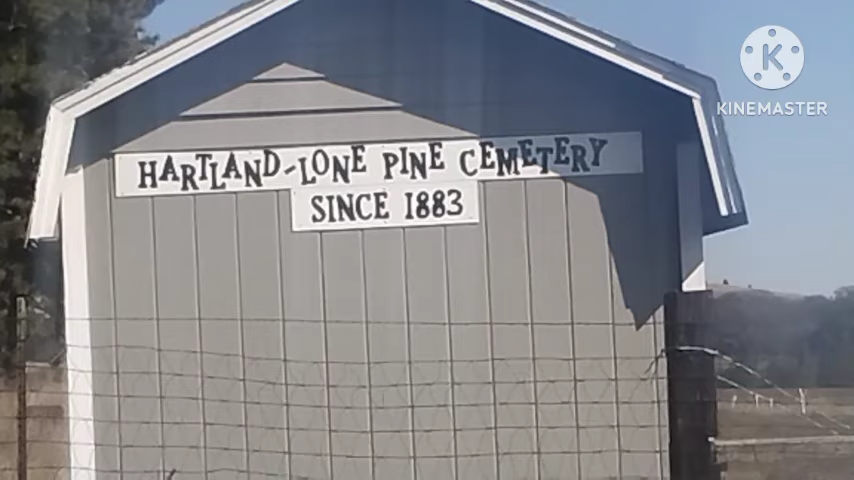 K
KINEMASTER
HARTLAND-LONE PINE CEMETERY
SINCE 1883